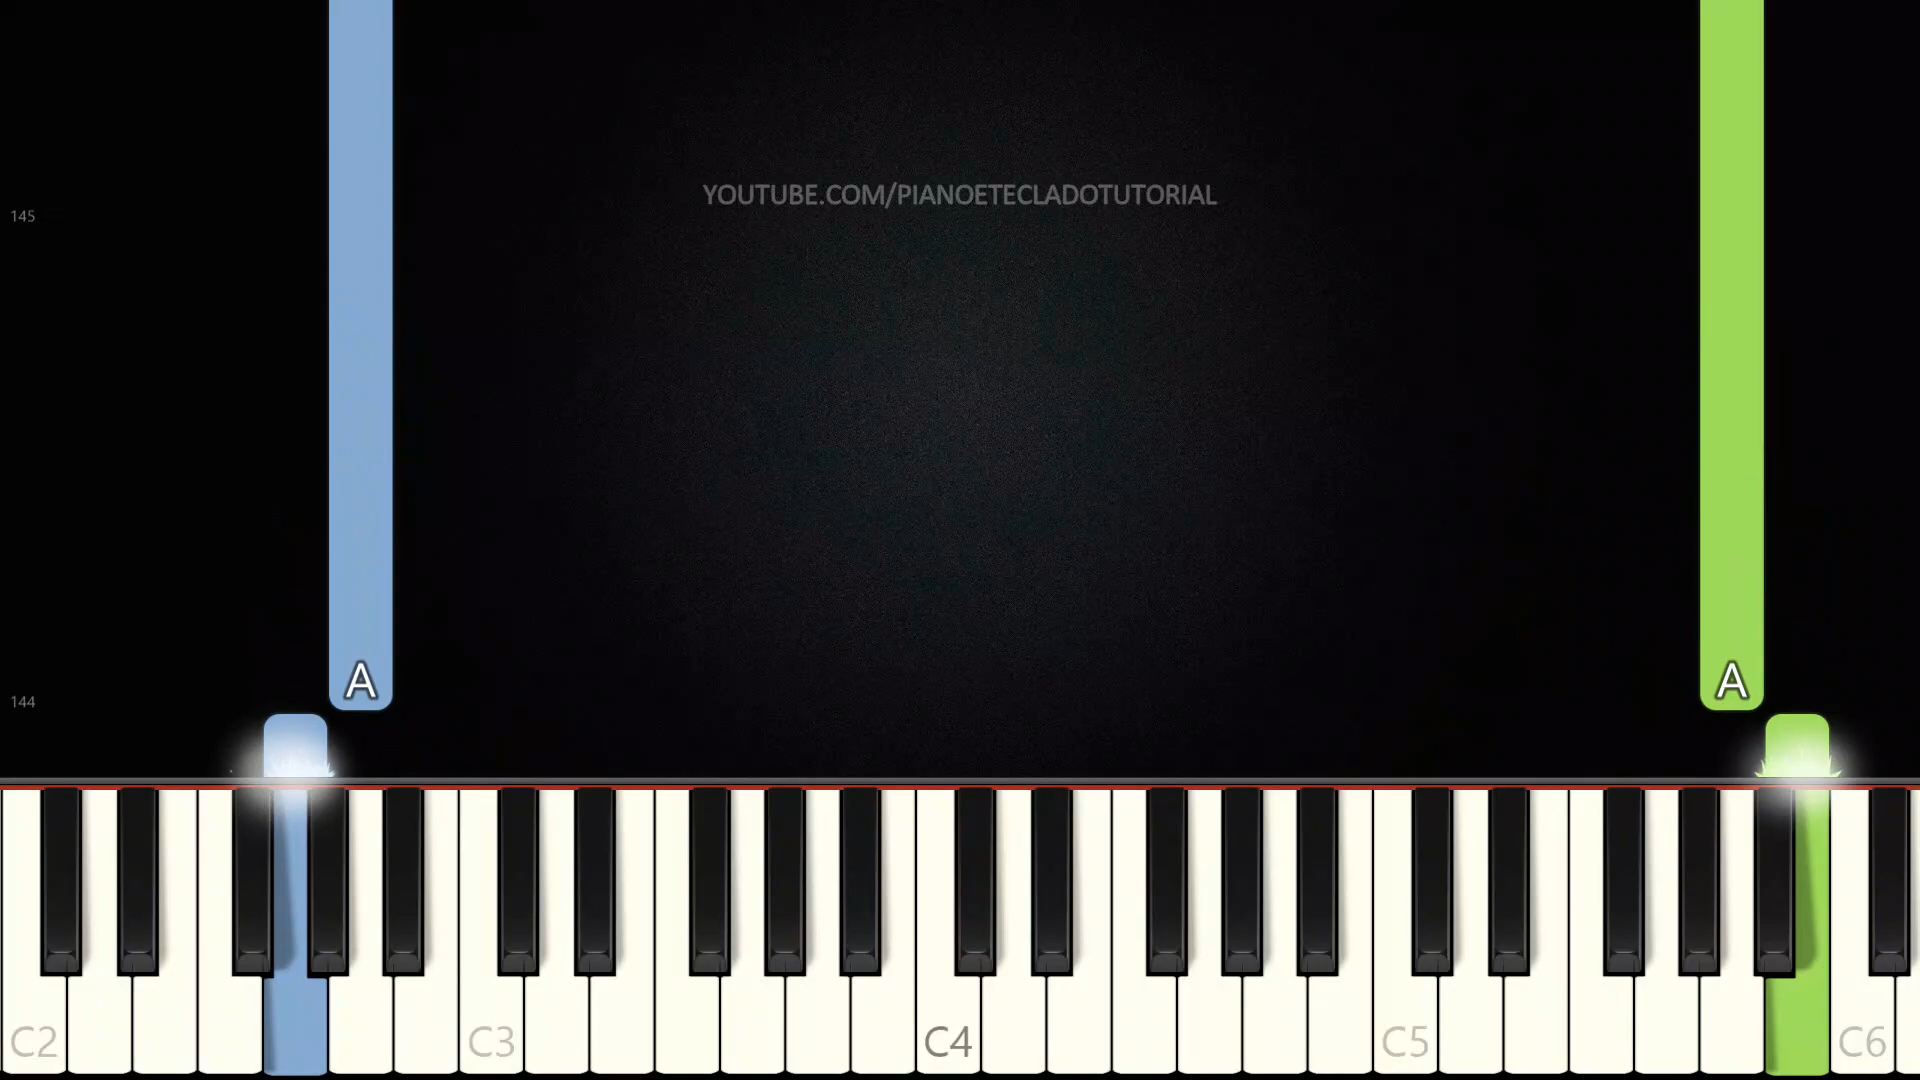 YOUTUBE.COM/PIANOETECLADOTUTORIAL
145
A A
144
C2 C3 C4 C5 C6